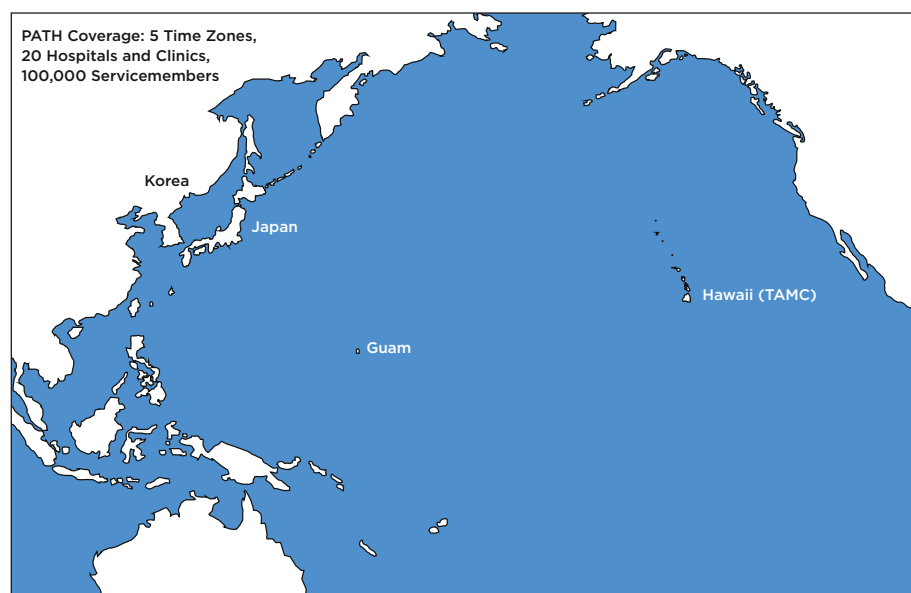 PATH Coverage: 5 Time Zones,
20 Hospitals and Clinics,
100,000 Servicemembers
Korea
Japan
Hawaii (TAMC)
Guam